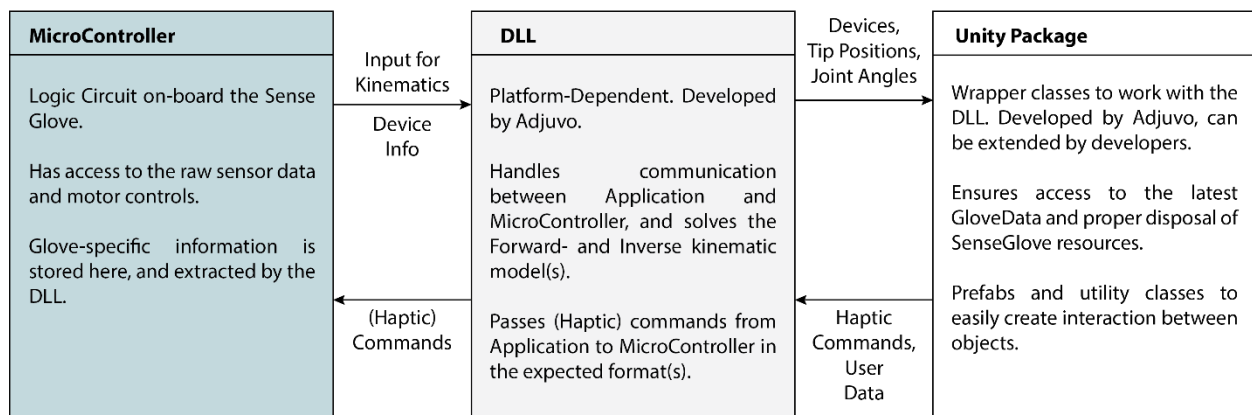 MicroController
Logic Circuit on-board the Sense
Glove.
Has access to the raw sensor data
and motor controls.
Glove-specific information is
stored here, and extracted by the
DLL.
Input for
Kinematics
Device
Info
(Haptic)
Commands
DLL
Platform-Dependent. Developed
by Adjuvo.
Handles communication
between Application and
MicroController, and solves the
Forward- and Inverse kinematic
model(s).
Passes (Haptic) commands from
Application to MicroController in
the expected format(s).
Devices,
Tip Positions,
Joint Angles
Haptic
Commands,
User
Data
Unity Package
Wrapper classes to work with the
DLL. Developed by Adjuvo, can
be extended by developers.
Ensures access to the latest
GloveData and proper disposal of
SenseGlove resources.
Prefabs and utility classes to
easily create interaction between
objects.